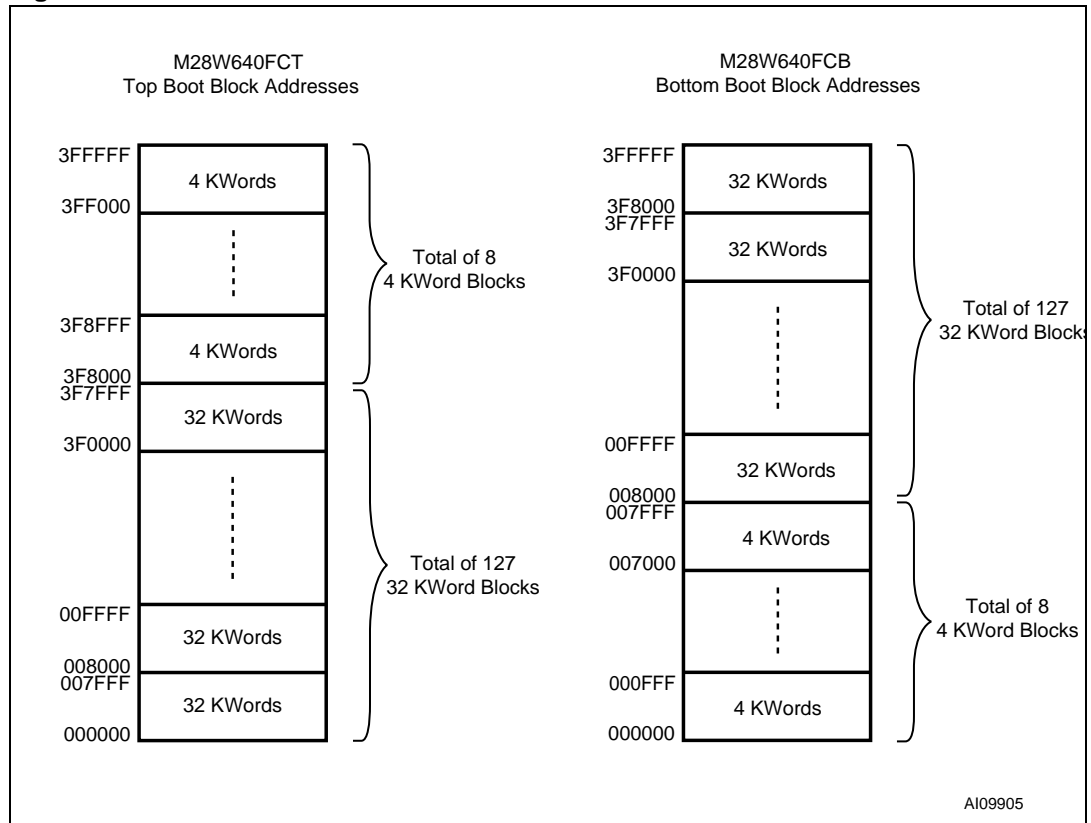 M28W640FCT
Top Boot Block Addresses
3FFFFF
4 KWords
3FF000
Total of 8
4 KWord Blocks
3F8FFF
4 KWords
3F8000
3F7FFF
32 KWords
3F0000
Total of 127
32 KWord Blocks
00FFFF
32 KWords
008000
007FFF
32 KWords
000000
M28W640FCB
Bottom Boot Block Addresses
3FFFFF
32 KWords
3F8000
3F7FFF
32 KWords
3F0000
Total of 127
32 KWord Blocks
00FFFF
32 KWords
008000
007FFF
4 KWords
007000
Total of 8
4 KWord Blocks
000FFF
4 KWords
000000
AI09905